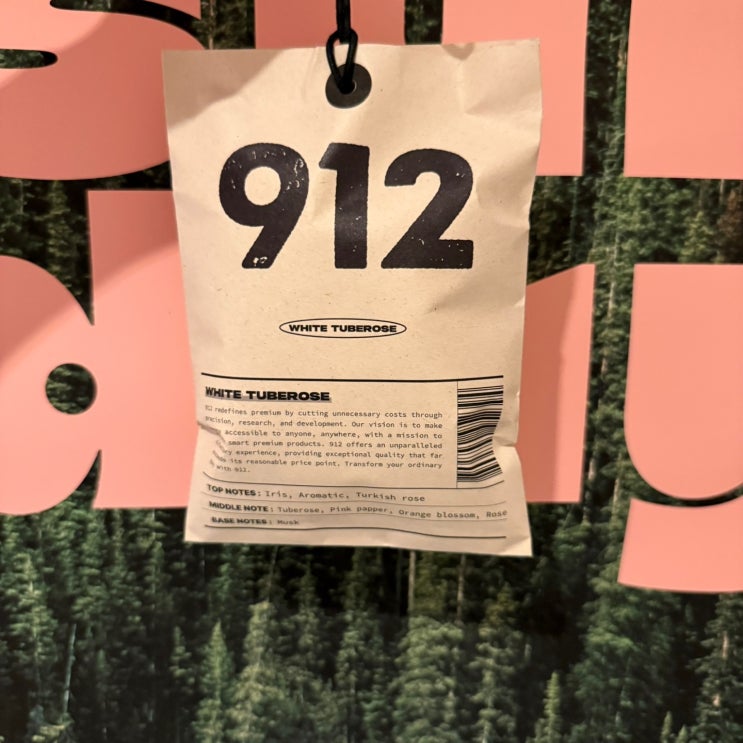 912
WHITE TUBEROSE
WHITE TUBEROSE
912 redefines premium by cutting unnecessary costs through
precision, research, and development. Our vision is to make
accessible to anyone, anywhere, with a mission to
smart premium products. 912 offers an unparalleled
experience, providing exceptional quality that far
its reasonable price point. Transform your ordinary
with 912.
TOP NOTES: Iris, Aromatic, Turkish rose
MIDDLE NOTE: Tuberose, Pink papper, Orange blossom, Rose
BASE NOTES: Musk